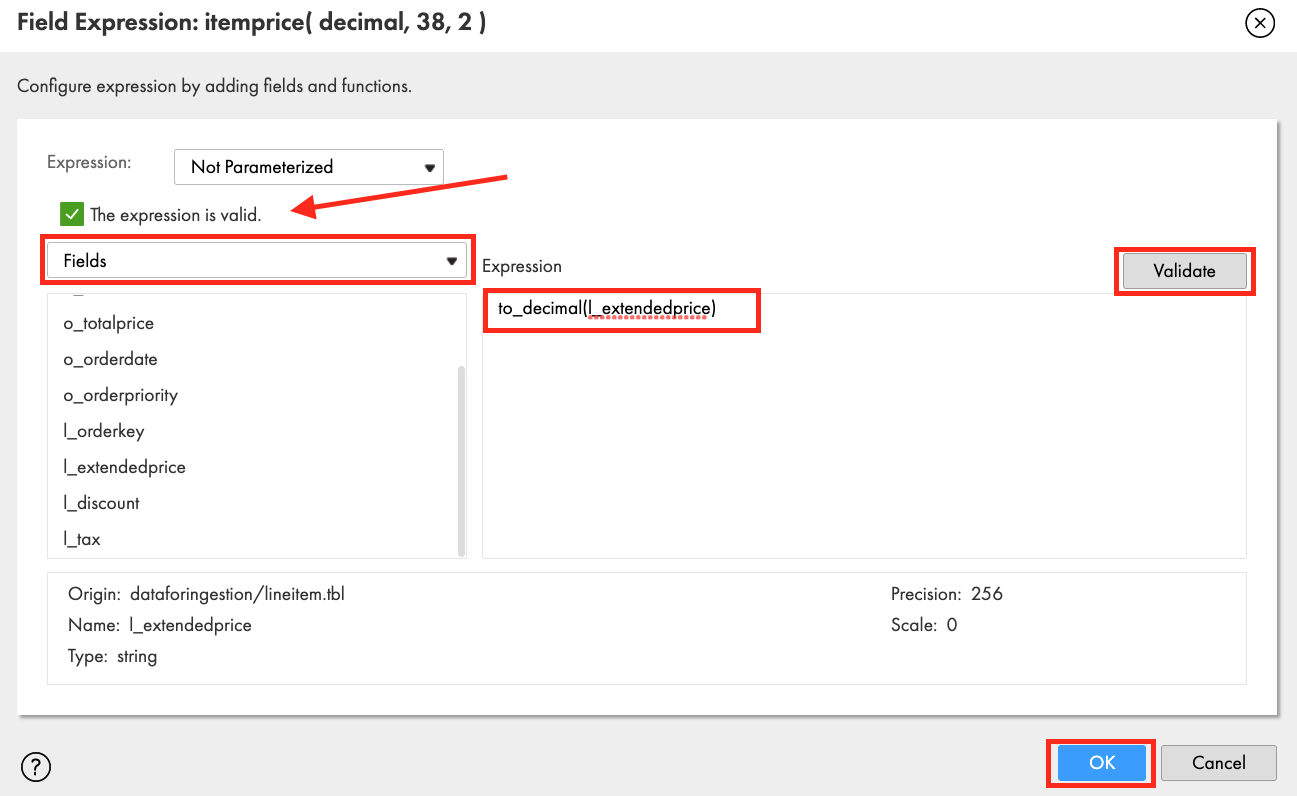 Field Expression: itemprice( decimal, 38, 2 )
Configure expression by adding fields and functions.
Expression:
Not Parameterized
The expression is valid.
Fields
Expression
Validate
to_decimal(l_extendedprice)
o_totalprice
o_orderdate
o_orderpriority
l_orderkey
l_extendedprice
l_discount
l_tax
Origin: dataforingestion/lineitem.tbl
Precision: 256
Name: l_extendedprice
Scale: 0
Type: string
?
OK
Cancel